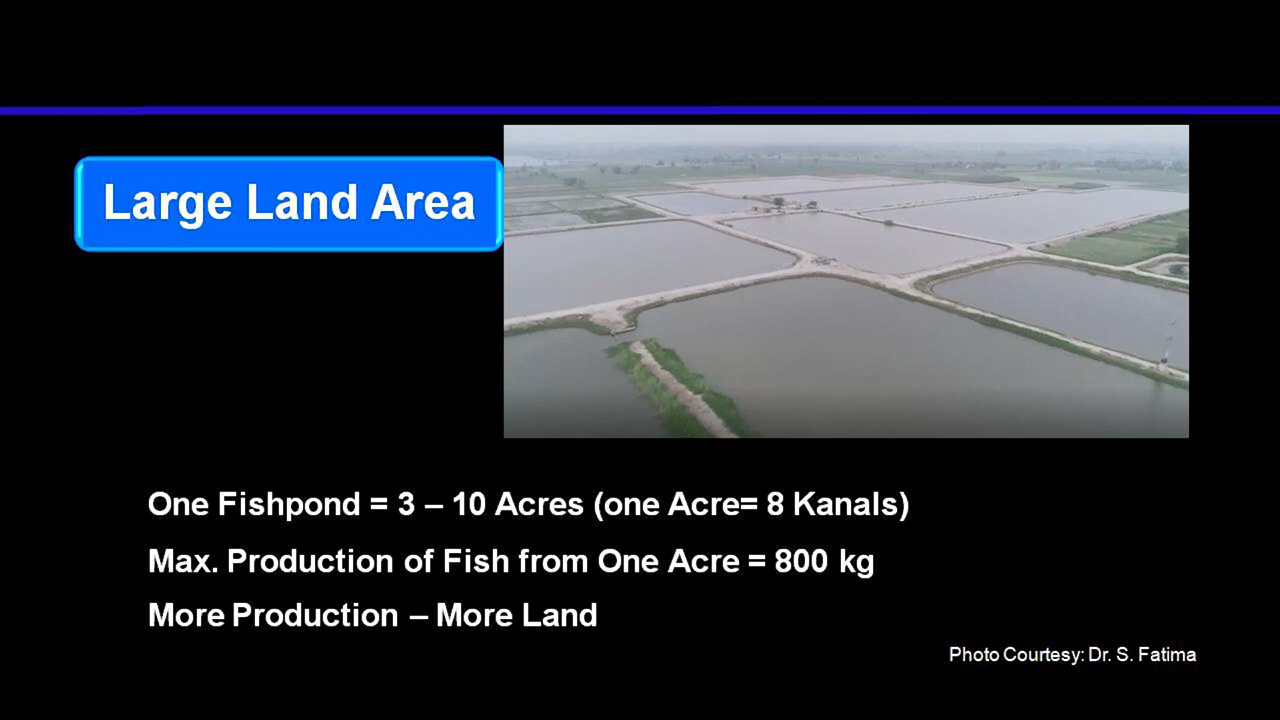 Large Land Area
One Fishpond = 3 – 10 Acres (one Acre= 8 Kanals)
Max. Production of Fish from One Acre = 800 kg
More Production – More Land
Photo Courtesy: Dr. S. Fatima